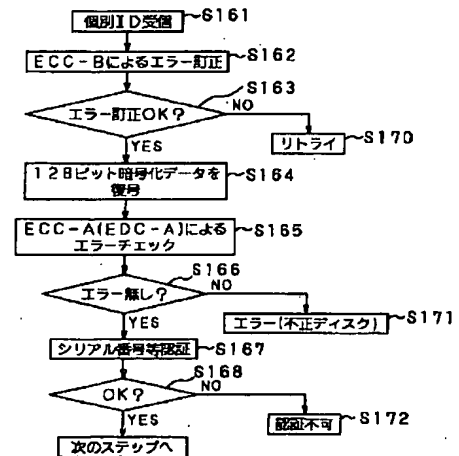 個別ID受信 S161
ECC-Bによるエラー訂正 S162
エラー訂正OK? S163
NO
YES
リトライ S170
128ビット暗号化データを
復号 S164
ECC-A(EDC-A)による
エラーチェック S165
エラー無し? S166
NO
YES
エラー(不正ディスク) S171
シリアル番号等認証 S167
OK? S168
NO
YES
認証不可 S172
次のステップへ